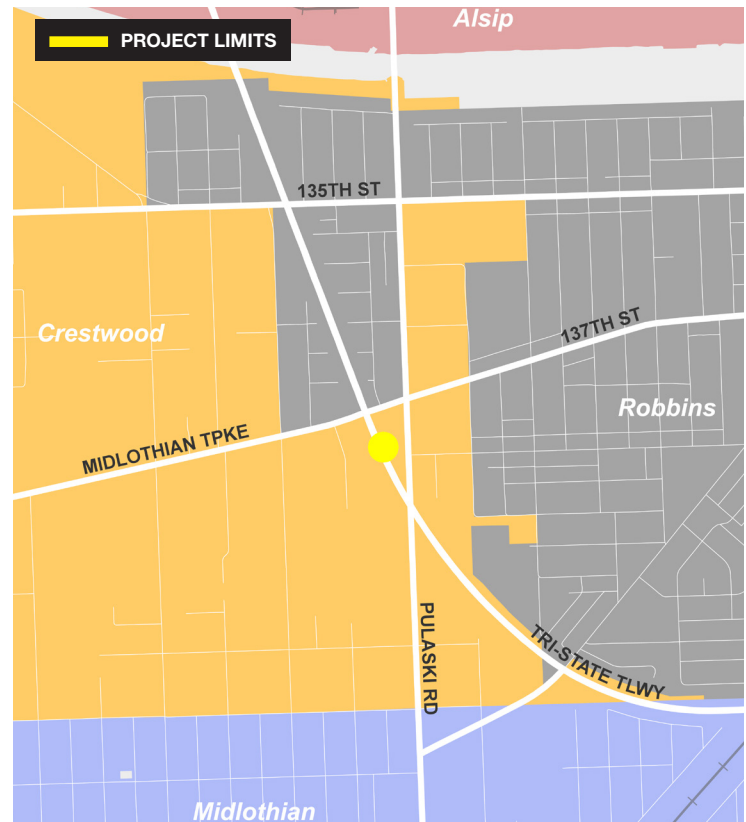 Alsip
PROJECT LIMITS
135TH ST
Crestwood
137TH ST
Robbins
MIDLOTHIAN TPKE
PULASKI RD
TRI-STATE TLWY
Midlothian